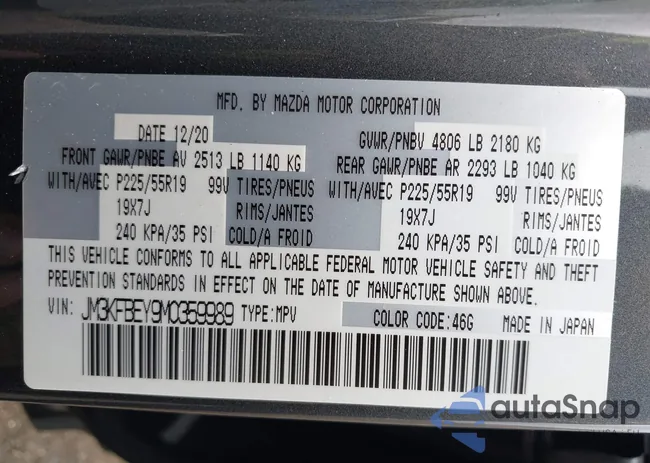 MFD. BY MAZDA MOTOR CORPORATION
DATE 12/20 GVWR/PNBV 4806 LB 2180 KG
FRONT GAWR/PNBE AV 2513 LB 1140 KG REAR GAWR/PNBE AR 2293 LB 1040 KG
WITH/AVEC P225/55R19 99V TIRES/PNEUS WITH/AVEC P225/55R19 99V TIRES/PNEUS
19X7J RIMS/JANTES 19X7J RIMS/JANTES
240 KPA/35 PSI COLD/A FROID 240 KPA/35 PSI COLD/A FROID
THIS VEHICLE CONFORMS TO ALL APPLICABLE FEDERAL MOTOR VEHICLE SAFETY AND THEFT
PREVENTION STANDARDS IN EFFECT ON THE DATE OF MANUFACTURE SHOWN ABOVE.
VIN: JM3KFBEY9M0359989 TYPE:MPV COLOR CODE:46G MADE IN JAPAN
autoSnap